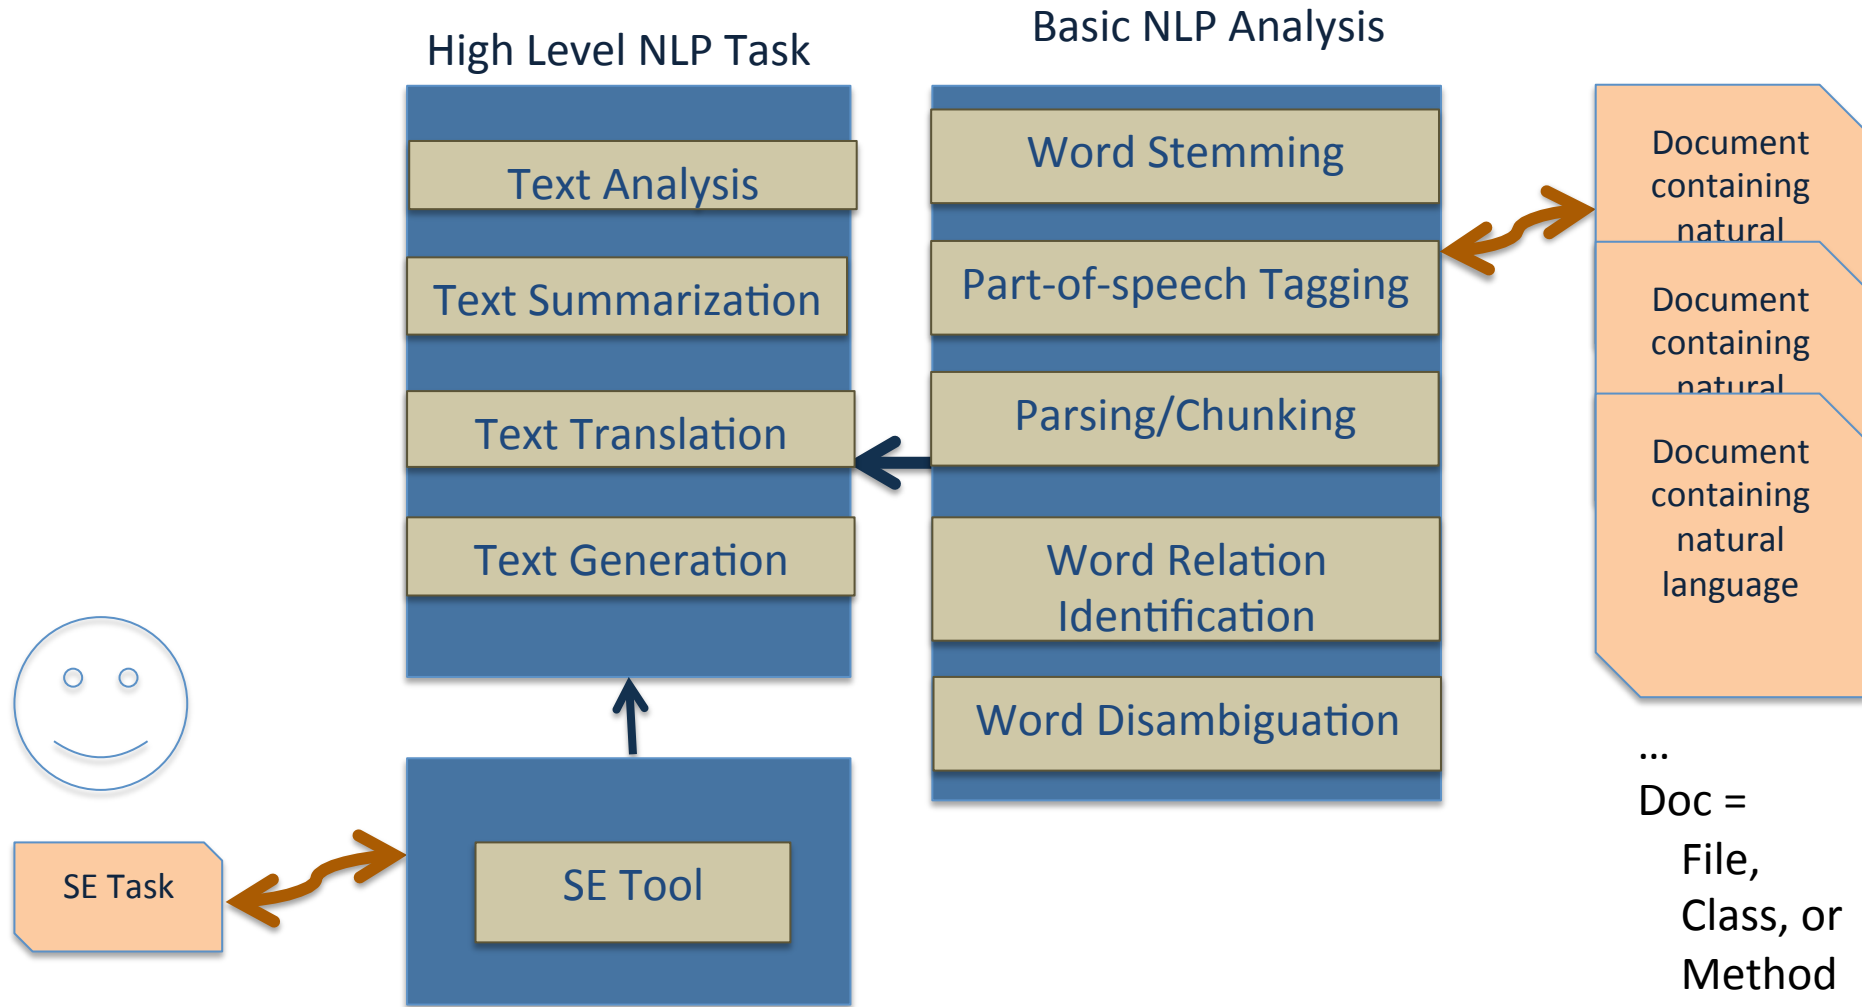 High Level NLP Task
Text Analysis
Text Summarization
Text Translation
Text Generation
Basic NLP Analysis
Word Stemming
Part-of-speech Tagging
Parsing/Chunking
Word Relation
Identification
Word Disambiguation
Document
containing
natural
Document
containing
natural
Document
containing
natural
language
...
Doc =
File,
Class, or
Method
SE Task
SE Tool